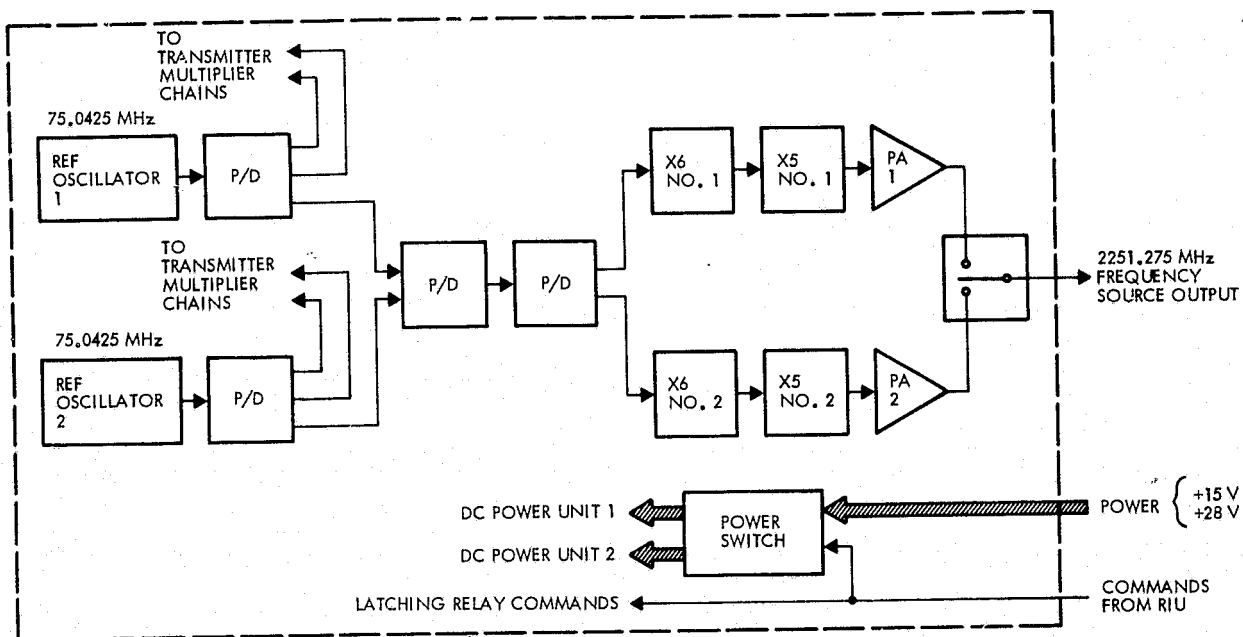 TO
TRANSMITTER
MULTIPLIER
CHAINS
75.0425 MHz
REF
OSCILLATOR
1
P/D
X6
NO. 1
X5
NO. 1
PA
1
TO
TRANSMITTER
MULTIPLIER
CHAINS
P/D
P/D
2251.275 MHz
FREQUENCY
SOURCE OUTPUT
75.0425 MHz
REF
OSCILLATOR
2
P/D
X6
NO. 2
X5
NO. 2
PA
2
DC POWER UNIT 1
DC POWER UNIT 2
POWER
SWITCH
POWER { +15 V
+28 V
LATCHING RELAY COMMANDS
COMMANDS
FROM RIU